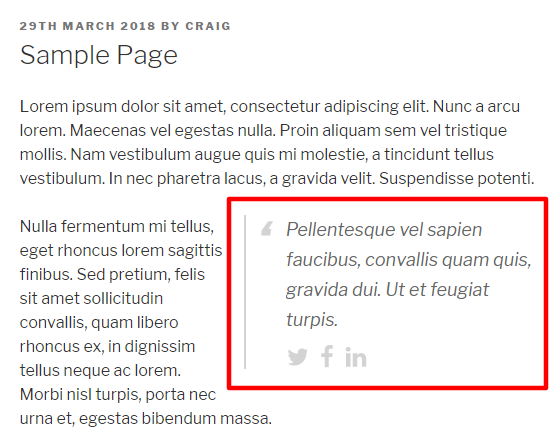 29TH MARCH 2018 BY CRAIG
Sample Page
Lorem ipsum dolor sit amet, consectetur adipiscing elit. Nunc a arcu
lorem. Maecenas vel egestas nulla. Proin aliquam sem vel tristique
mollis. Nam vestibulum augue quis mi molestie, a tincidunt tellus
vestibulum. In nec pharetra lacus, a gravida velit. Suspendisse potenti.
Nulla fermentum mi tellus,
eget rhoncus lorem sagittis
finibus. Sed pretium, felis
sit amet sollicitudin
convallis, quam libero
rhoncus ex, in dignissim
tellus neque ac lorem.
Morbi nisl turpis, porta nec
urna et, egestas bibendum massa.
Pellentesque vel sapien
faucibus, convallis quam quis,
gravida dui. Ut et feugiat
turpis.